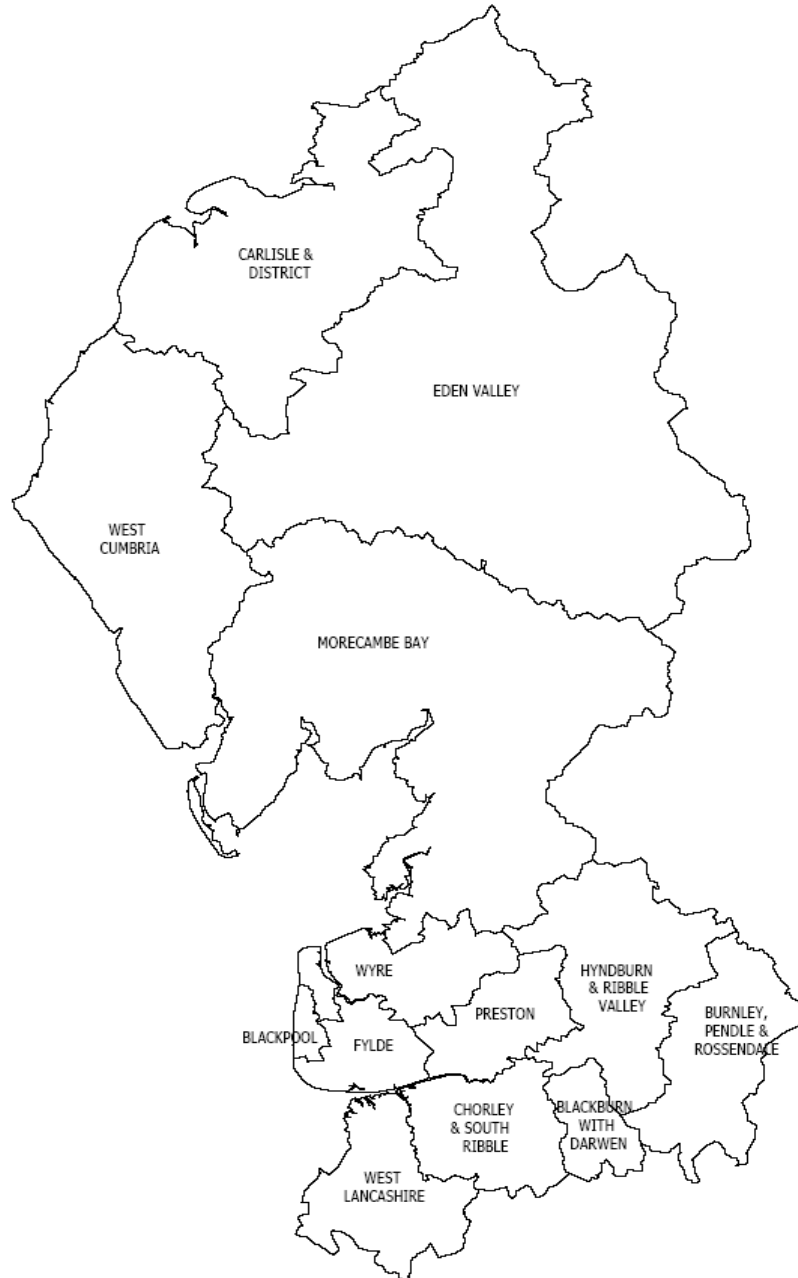 CARLISLE &
DISTRICT
EDEN VALLEY
WEST
CUMBRIA
MORECAMBE BAY
WYRE
HYNDBURN
& RIBBLE
VALLEY
PRESTON
BURNLEY,
PENDLE &
ROSSENDALE
BLACKPOOL
FYLDE
CHORLEY
& SOUTH
RIBBLE
BLACKBURN
WITH
DARWEN
WEST
LANCASHIRE